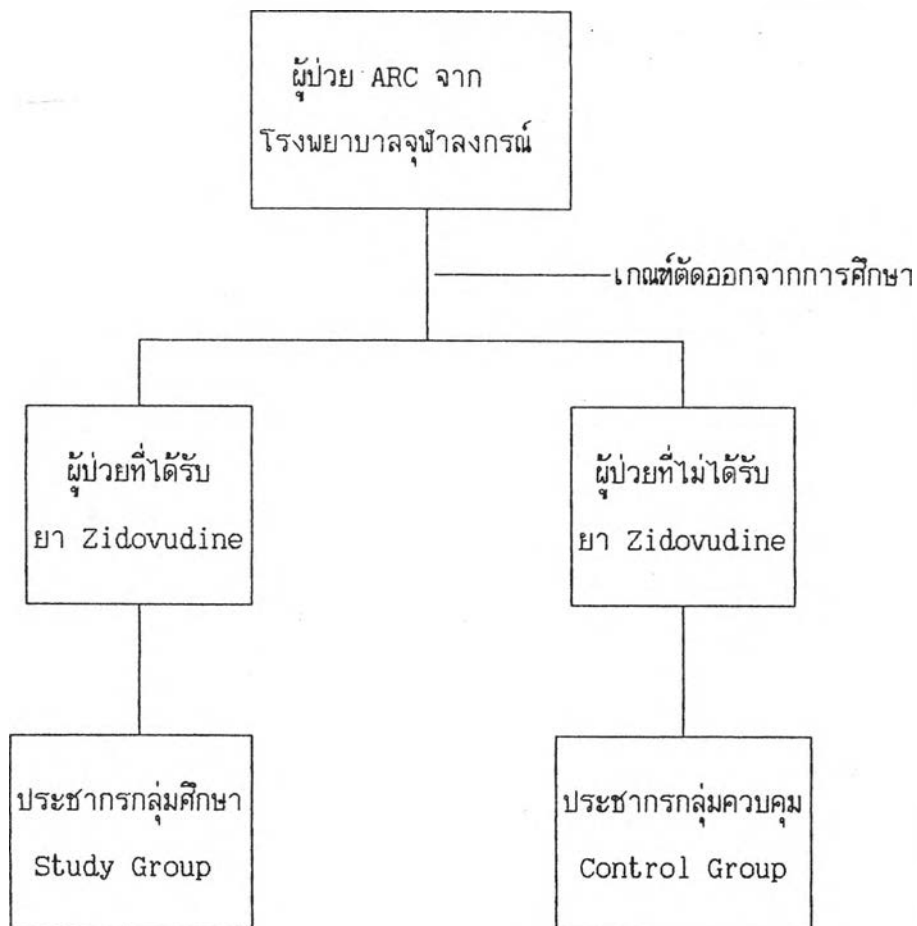 ผู้ป่วย ARC จาก
โรงพยาบาลจุฬาลงกรณ์
เกณฑ์ตัดออกจากการศึกษา
ผู้ป่วยที่ได้รับ
ยา Zidovudine
ผู้ป่วยที่ไม่ได้รับ
ยา Zidovudine
ประชากรกลุ่มศึกษา
Study Group
ประชากรกลุ่มควบคุม
Control Group